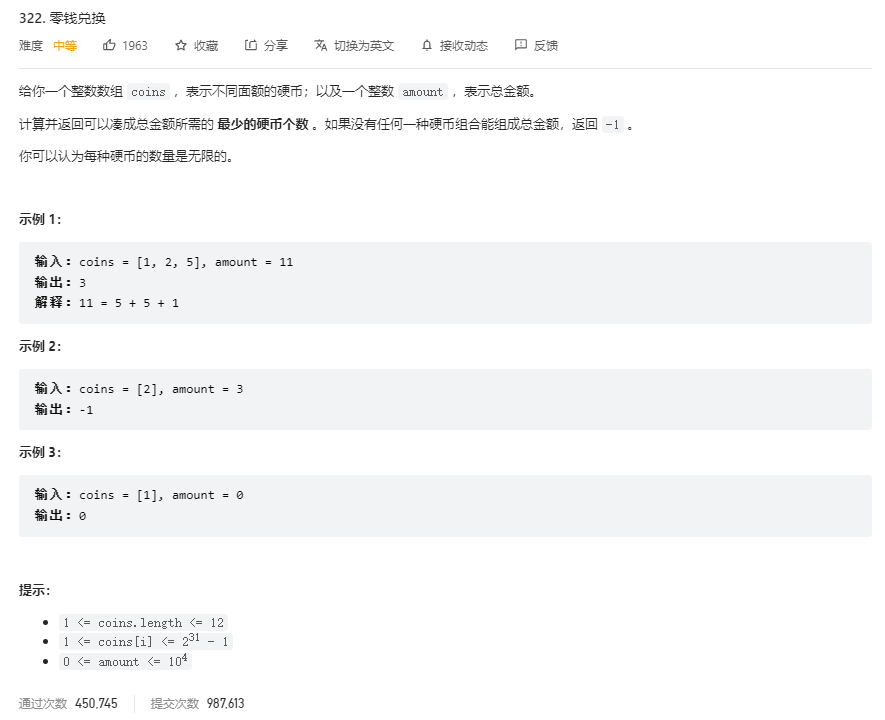 322. 零钱兑换
难度 中等 1963 收藏 分享 切换为英文 接收动态 反馈
给你一个整数数组 coins ，表示不同面额的硬币；以及一个整数 amount ，表示总金额。
计算并返回可以凑成总金额所需的 最少的硬币个数 。如果没有任何一种硬币组合能组成总金额，返回 -1 。
你可以认为每种硬币的数量是无限的。
示例 1：
输入：coins = [1, 2, 5], amount = 11
输出：3
解释：11 = 5 + 5 + 1
示例 2：
输入：coins = [2], amount = 3
输出：-1
示例 3：
输入：coins = [1], amount = 0
输出：0
提示：
1 <= coins.length <= 12
1 <= coins[i] <= 2³¹ - 1
0 <= amount <= 10⁴
通过次数 450,745 提交次数 987,613